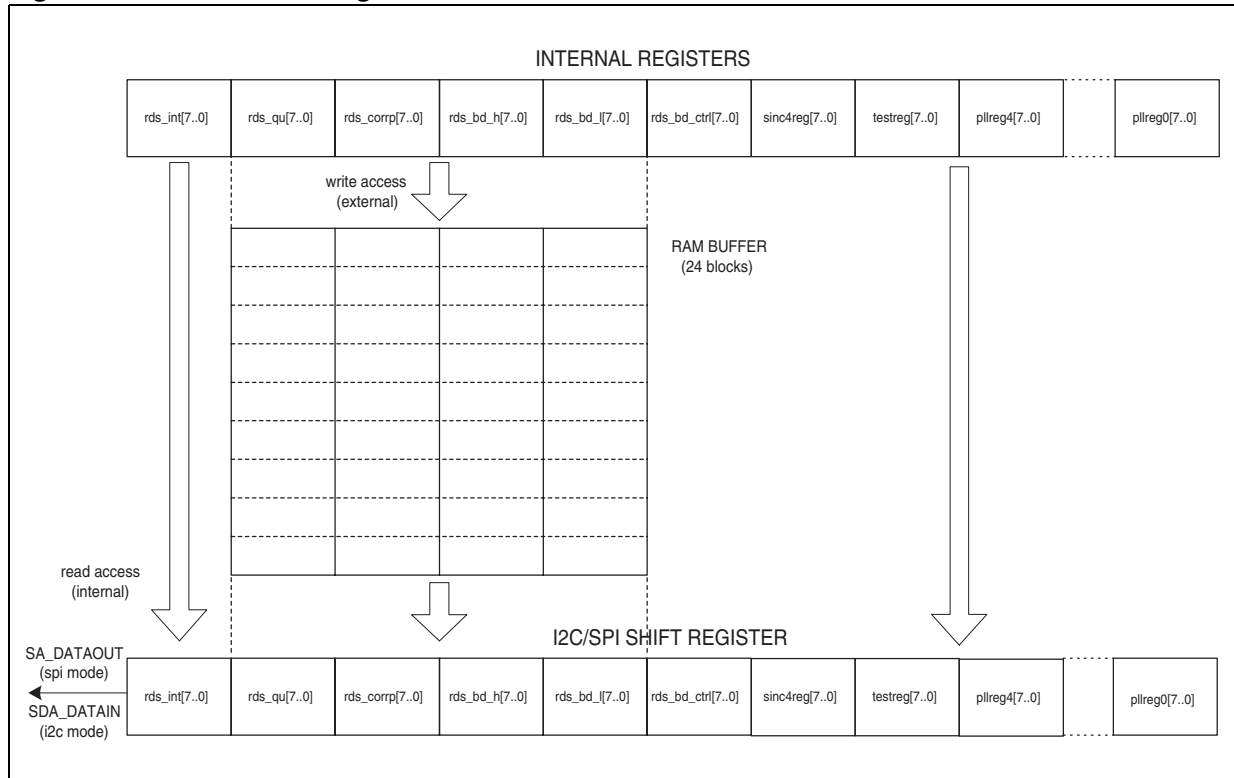 INTERNAL REGISTERS
rds_int[7..0] rds_qu[7..0] rds_corrp[7..0] rds_bd_h[7..0] rds_bd_l[7..0] rds_bd_ctrl[7..0] sinc4reg[7..0] testreg[7..0] pllreg4[7..0] pllreg0[7..0]
write access
(external)
RAM BUFFER
(24 blocks)
read access
(internal)
I2C/SPI SHIFT REGISTER
SA_DATAOUT
(spi mode)
rds_int[7..0] rds_qu[7..0] rds_corrp[7..0] rds_bd_h[7..0] rds_bd_l[7..0] rds_bd_ctrl[7..0] sinc4reg[7..0] testreg[7..0] pllreg4[7..0] pllreg0[7..0]
SDA_DATAIN
(i2c mode)